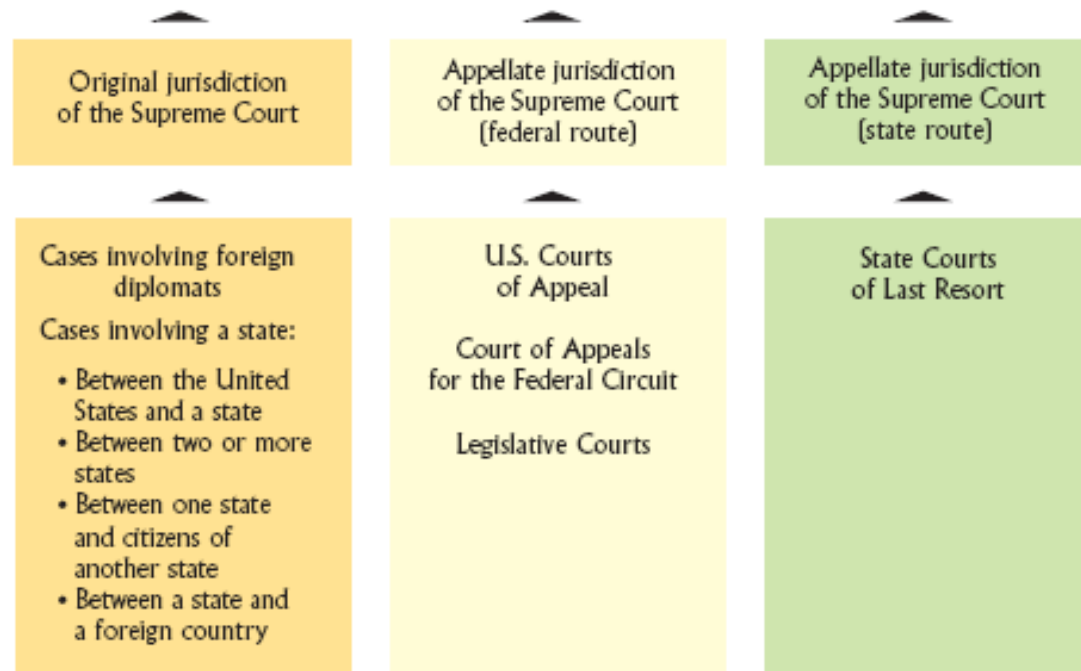 Original jurisdiction
of the Supreme Court
Appellate jurisdiction
of the Supreme Court
(federal route)
Appellate jurisdiction
of the Supreme Court
(state route)
Cases involving foreign
diplomats
Cases involving a state:
• Between the United
States and a state
• Between two or more
states
• Between one state
and citizens of
another state
• Between a state and
a foreign country
U.S. Courts
of Appeal
Court of Appeals
for the Federal Circuit
Legislative Courts
State Courts
of Last Resort